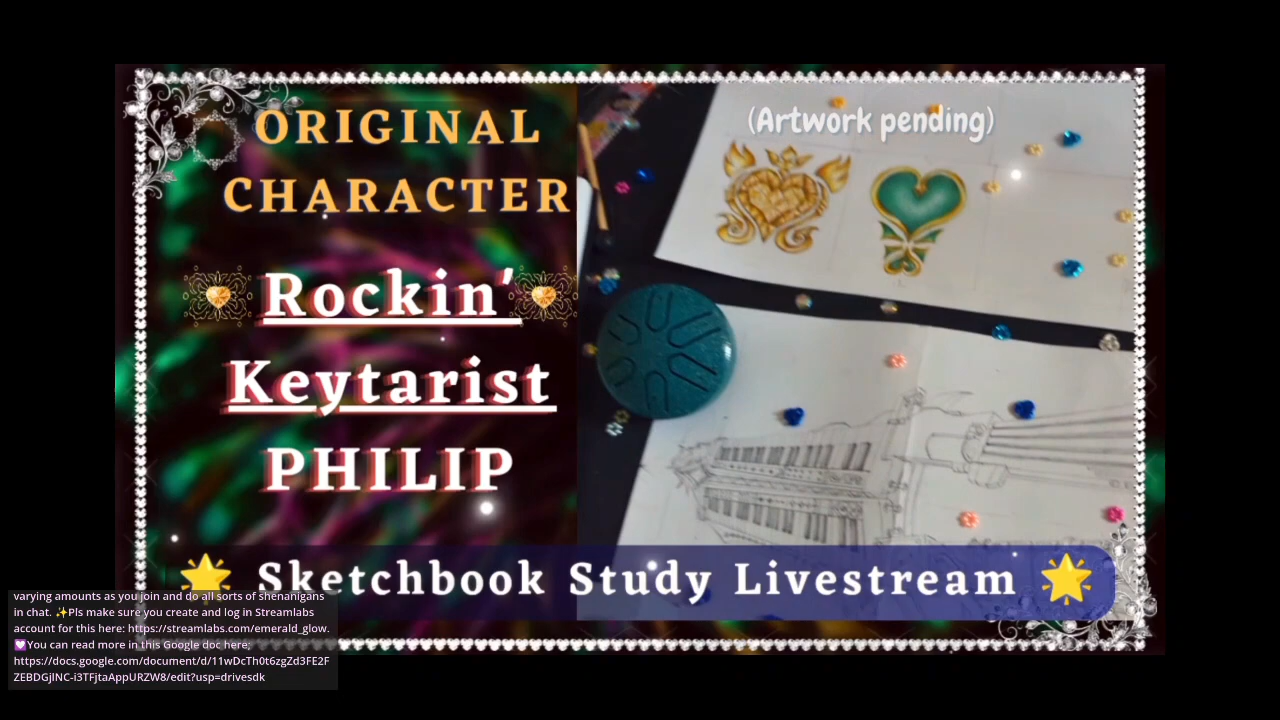 ORIGINAL
CHARACTER
(Artwork pending)
Rockin'
Keytarist
PHILIP
🌟 Sketchbook Study Livestream 🌟
varying amounts as you join and do all sorts of shenanigans
in chat. ✨Pls make sure you create and log in Streamlabs
account for this here: https://streamlabs.com/emerald_glow.
💟You can read more in this Google doc here;
https://docs.google.com/document/d/11wDcTh0t6zgZd3FE2F
ZEBDGjlNC-i3TFjtaAppURZW8/edit?usp=drivesdk